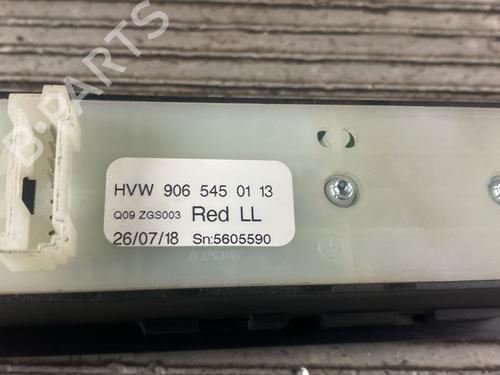 B-PARTS
HVW 906 545 01 13
Q09 ZGS003 Red LL
26/07/18 Sn:5605590